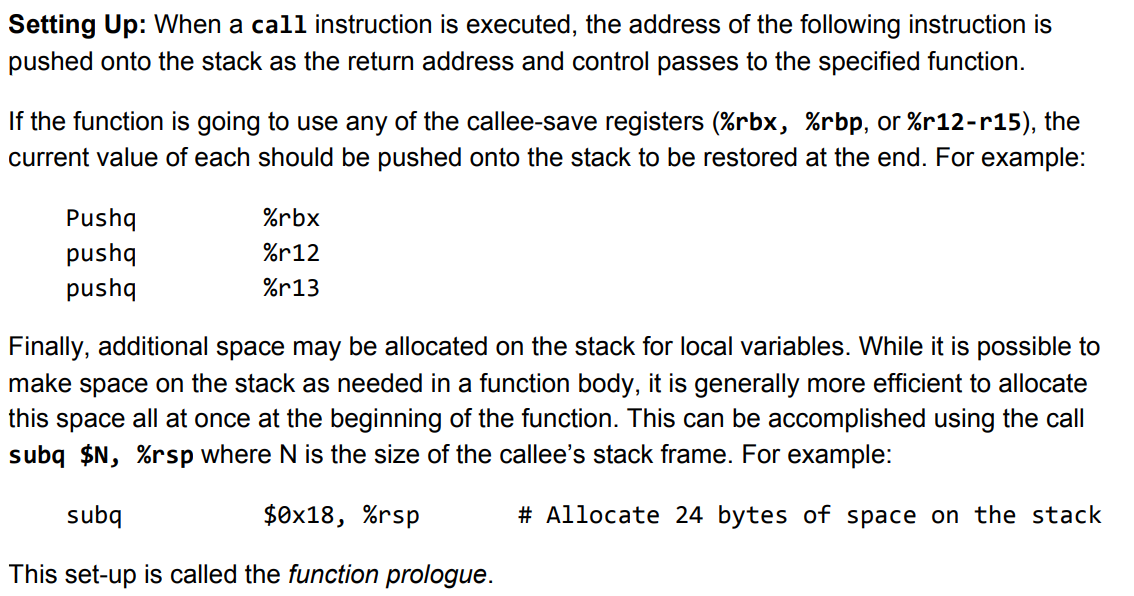 Setting Up: When a call instruction is executed, the address of the following instruction is
pushed onto the stack as the return address and control passes to the specified function.
If the function is going to use any of the callee-save registers (%rbx, %rbp, or %r12-r15), the
current value of each should be pushed onto the stack to be restored at the end. For example:
Pushq %rbx
pushq %r12
pushq %r13
Finally, additional space may be allocated on the stack for local variables. While it is possible to
make space on the stack as needed in a function body, it is generally more efficient to allocate
this space all at once at the beginning of the function. This can be accomplished using the call
subq $N, %rsp where N is the size of the callee’s stack frame. For example:
subq $0x18, %rsp # Allocate 24 bytes of space on the stack
This set-up is called the function prologue.